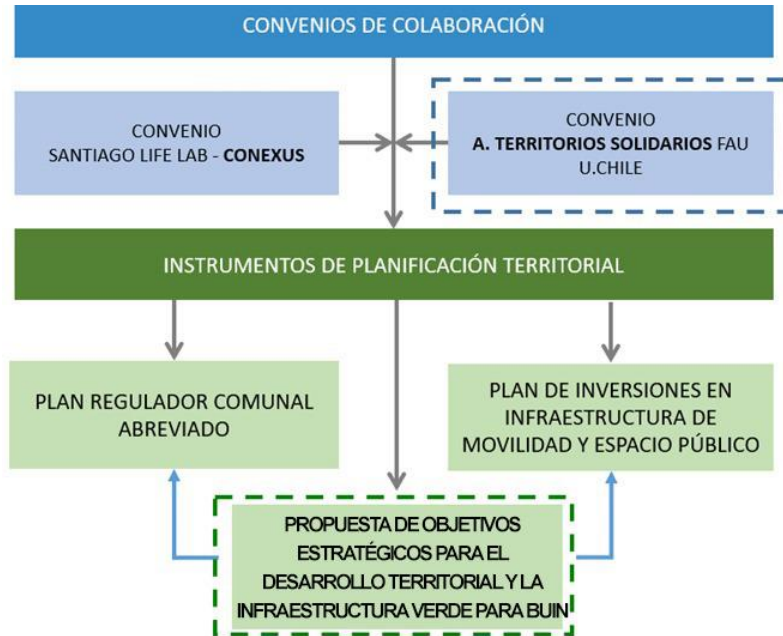 CONVENIOS DE COLABORACIÓN
CONVENIO
SANTIAGO LIFE LAB - CONEXUS
CONVENIO
A. TERRITORIOS SOLIDARIOS FAU
U.CHILE
INSTRUMENTOS DE PLANIFICACIÓN TERRITORIAL
PLAN REGULADOR COMUNAL
ABREVIADO
PLAN DE INVERSIONES EN
INFRAESTRUCTURA DE
MOVILIDAD Y ESPACIO PÚBLICO
PROPUESTA DE OBJETIVOS
ESTRATÉGICOS PARA EL
DESARROLLO TERRITORIAL Y LA
INFRAESTRUCTURA VERDE PARA BUIN